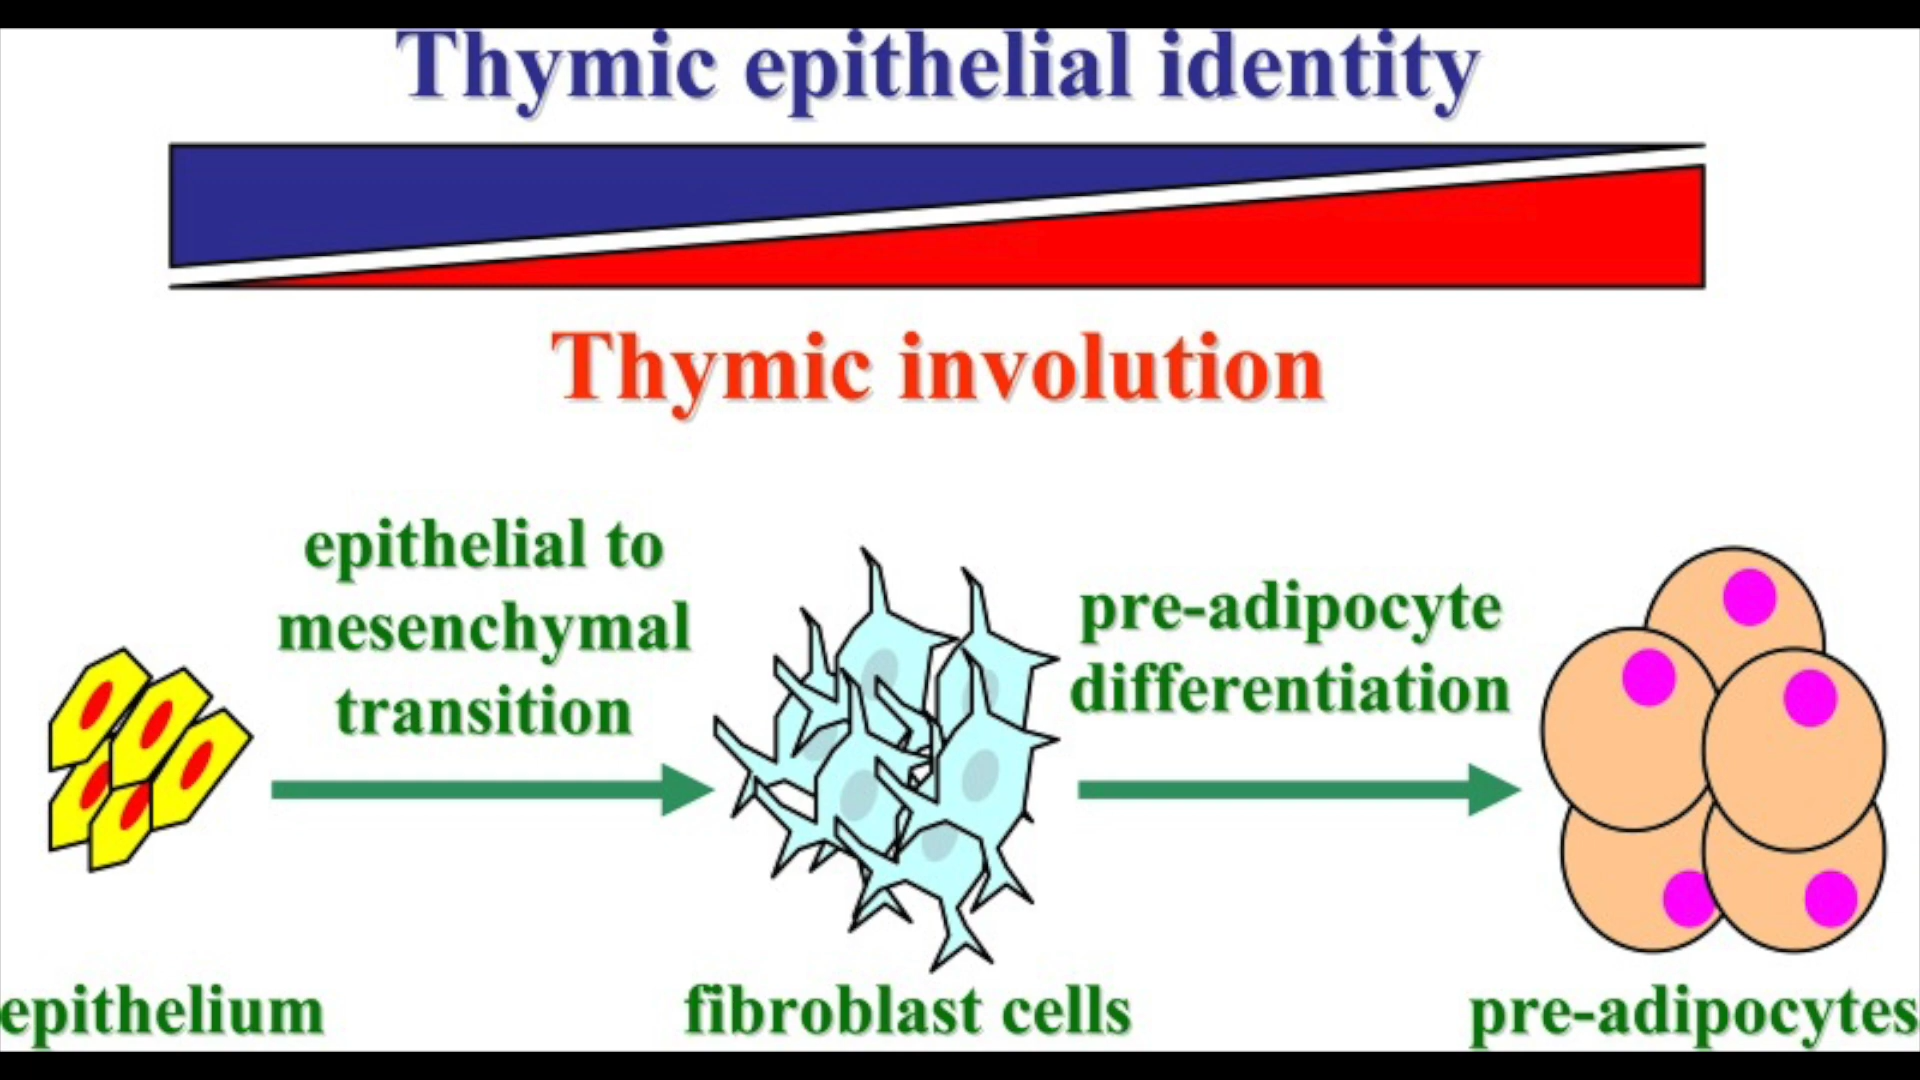 Thymic epithelial identity
Thymic involution
epithelial to
mesenchymal
transition
pre-adipocyte
differentiation
epithelium
fibroblast cells
pre-adipocytes